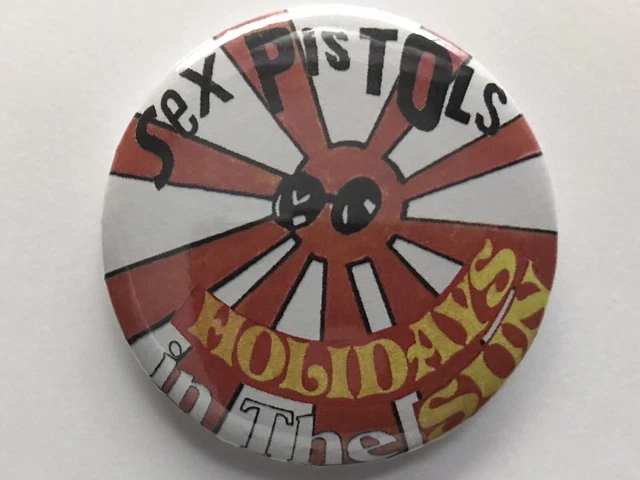 Sex PisTOLs
HOLIDAYS
in The SUN